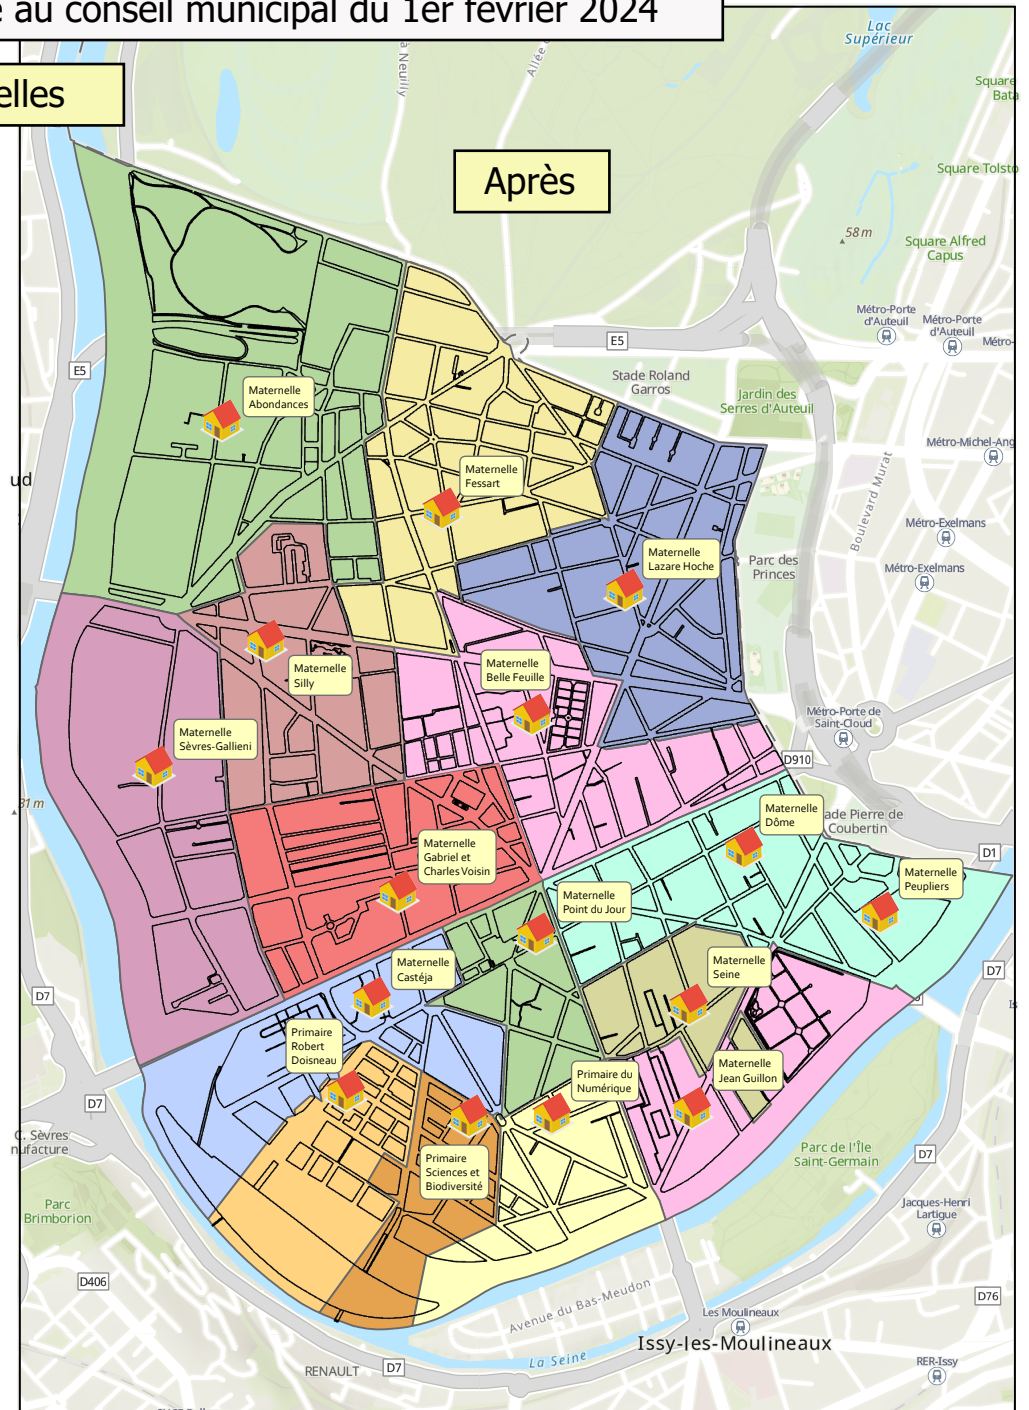 e au conseil municipal du 1er février 2024
elles
Après
Lac
Supérieur
à Neuilly
Square
Bata
Square Tolsto
58 m
Square Alfred
Capus
Métro-Porte
d'Auteuil
Métro-Porte
d'Auteuil
Métro-
E5
E5
Stade Roland
Garros
Jardin des
Serres d'Auteuil
Maternelle
Abondances
Métro-Michel-Ang
Boulevard Murat
Maternelle
Fessart
ud
Métro-Exelmans
Maternelle
Lazare Hoche
Parc des
Princes
Métro-Exelmans
Maternelle
Silly
Maternelle
Belle Feuille
Métro-Porte de
Saint-Cloud
Maternelle
Sèvres-Gallieni
D910
31 m
Maternelle
Dôme
ade Pierre de
Coubertin
Maternelle
Gabriel et
Charles Voisin
D1
Maternelle
Peupliers
Maternelle
Point du Jour
Maternelle
Castéja
Maternelle
Seine
D7
D7
Is
Primaire
Robert
Doisneau
Primaire du
Numérique
Maternelle
Jean Guillon
D7
C. Sèvres
nufacture
Parc de l'Île
Saint-Germain
D7
Primaire
Sciences et
Biodiversité
Parc
Brimborion
Jacques-Henri
Lartigue
D406
D76
Avenue du Bas-Meudon
Les Moulineaux
Issy-les-Moulineaux
La Seine
RENAULT
D7
RER-Issy